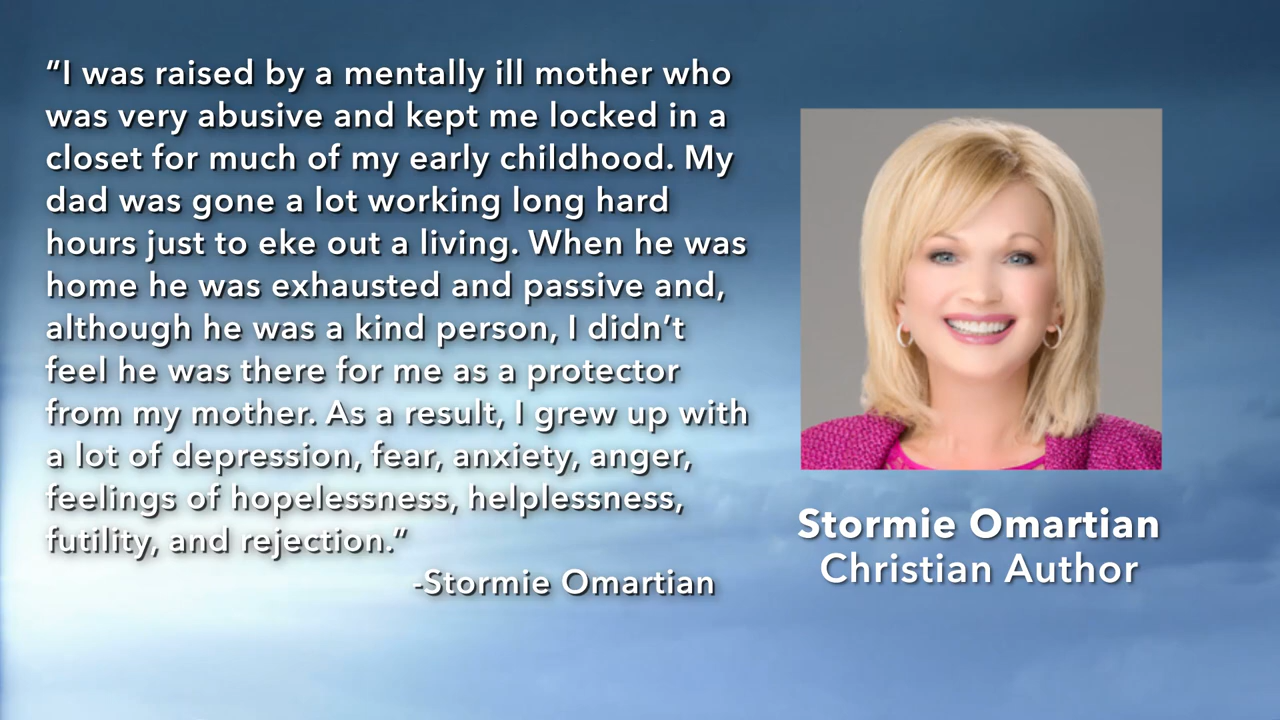 “I was raised by a mentally ill mother who
was very abusive and kept me locked in a
closet for much of my early childhood. My
dad was gone a lot working long hard
hours just to eke out a living. When he was
home he was exhausted and passive and,
although he was a kind person, I didn’t
feel he was there for me as a protector
from my mother. As a result, I grew up with
a lot of depression, fear, anxiety, anger,
feelings of hopelessness, helplessness,
futility, and rejection.”
-Stormie Omartian
Stormie Omartian
Christian Author